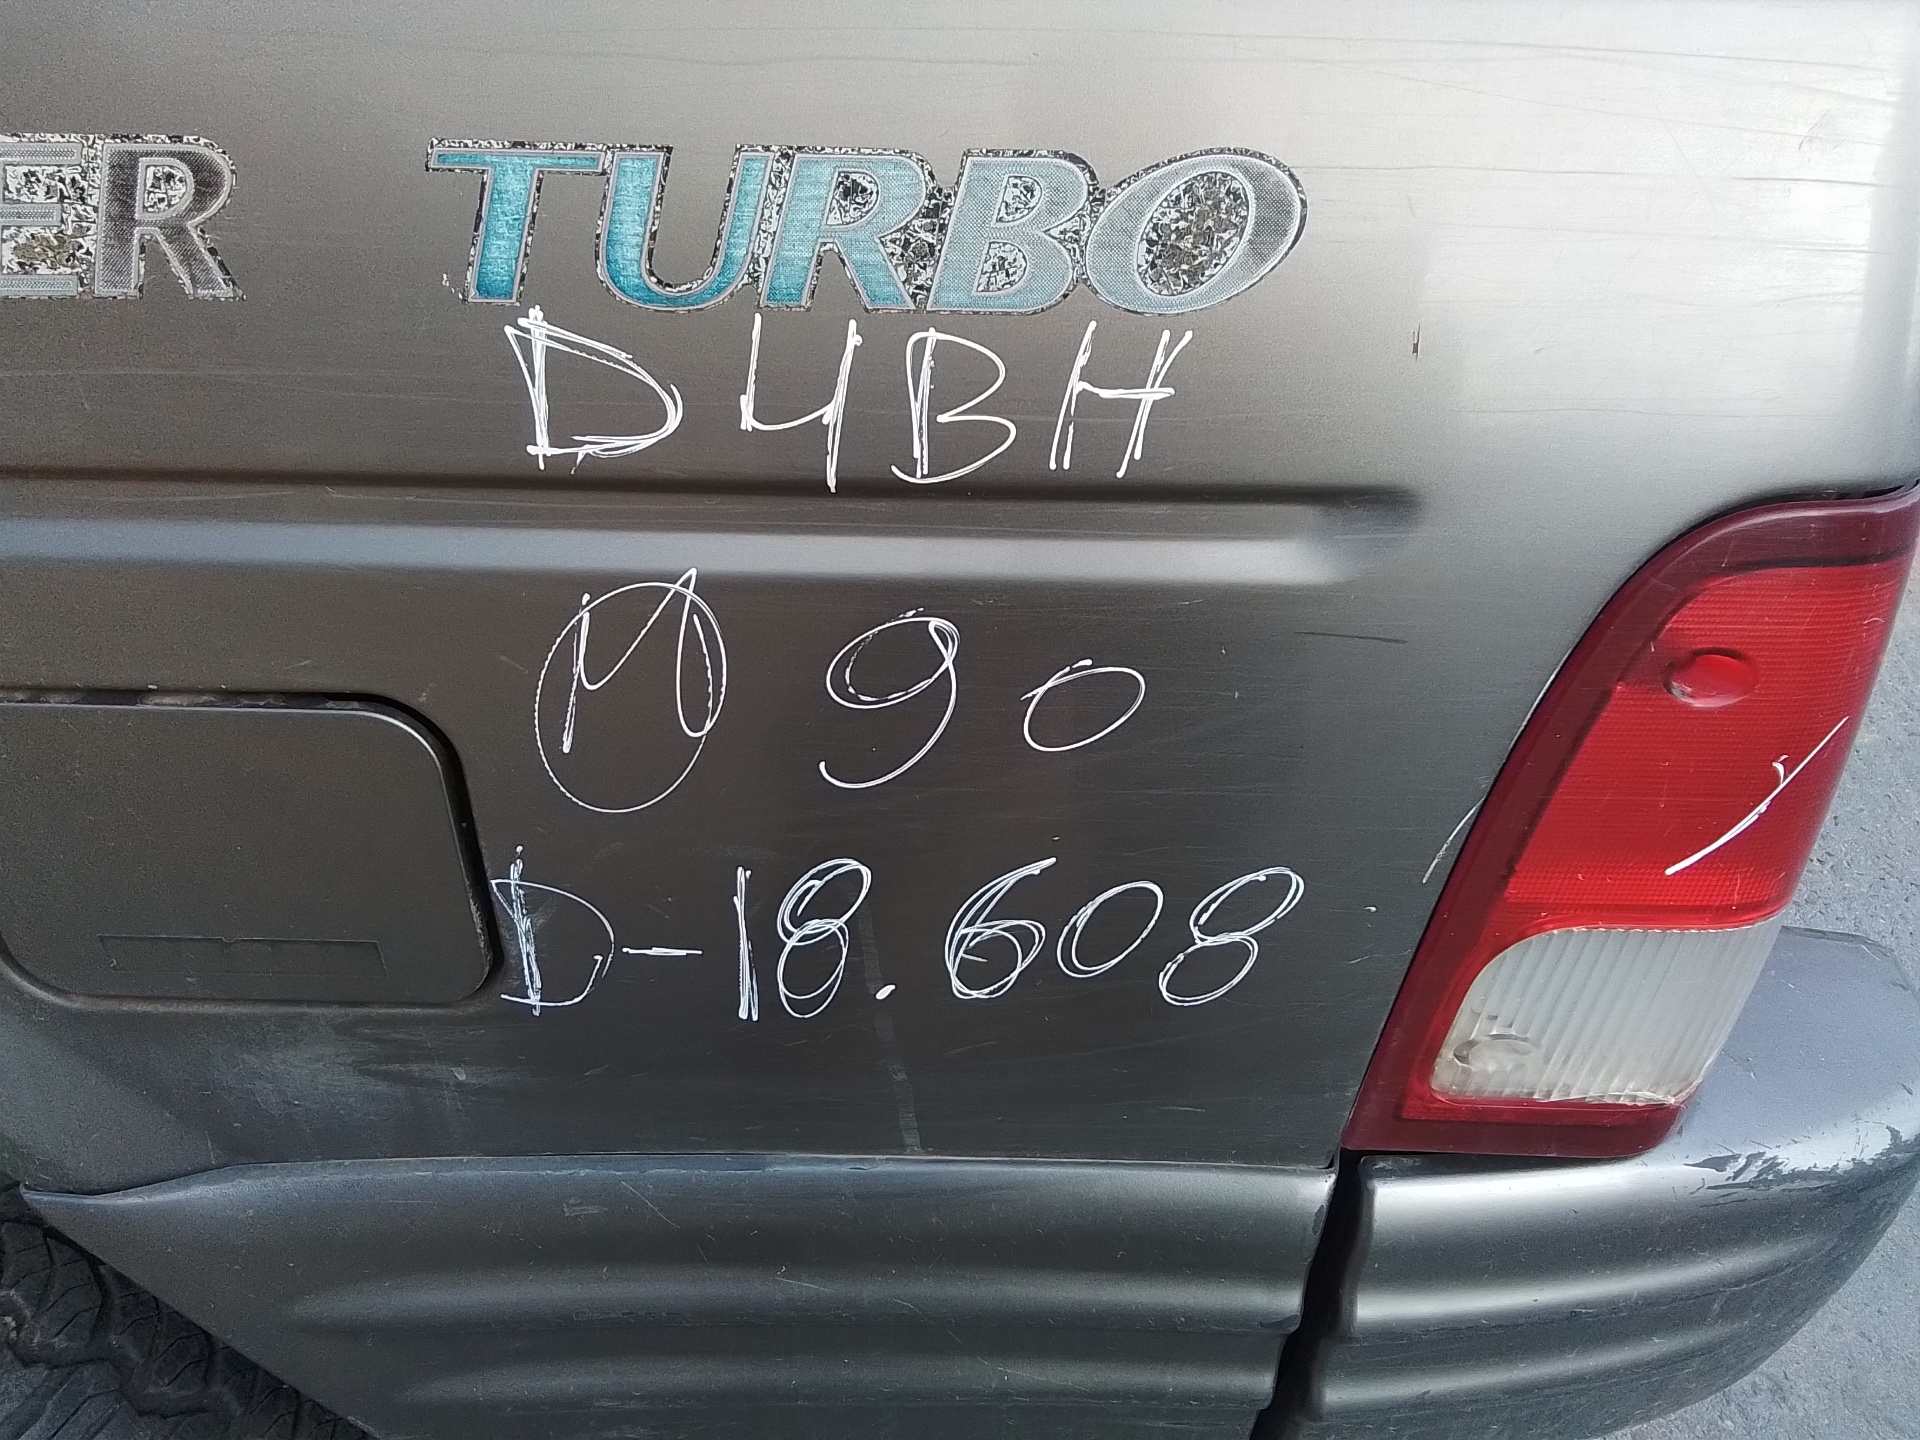 ER TURBO
D4BH
M 90
D-18.608